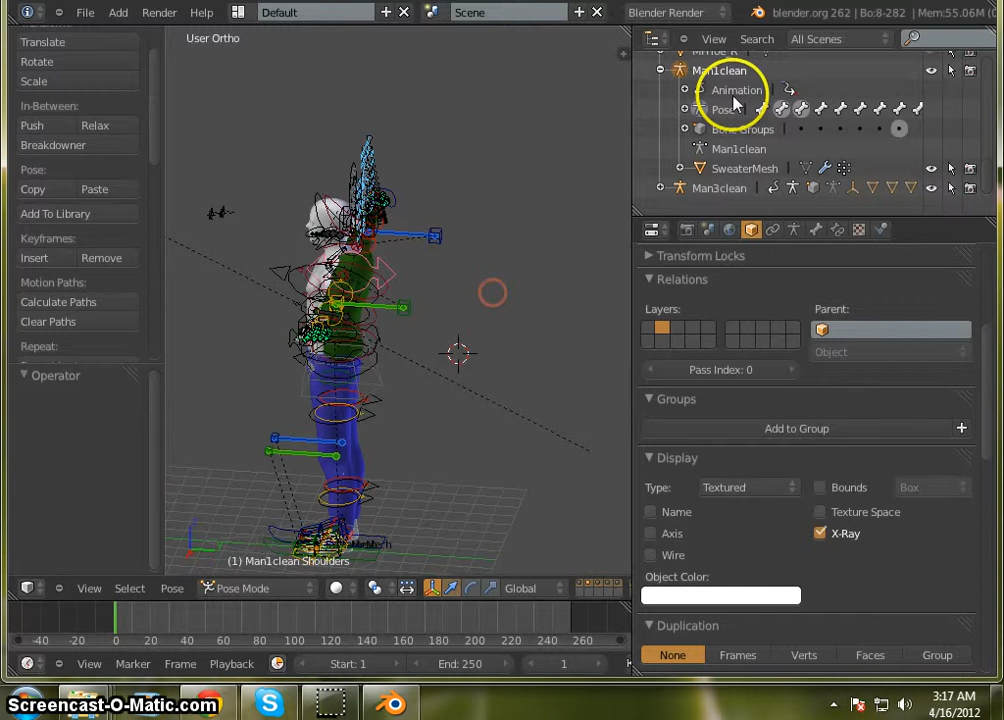 File Add Render Help Default Scene Blender Render blender.org 262 | Bo:8-282 | Mem:55.06M
Translate
Rotate
Scale
Push Relax
Breakdowner
Pose:
Copy Paste
Add To Library
Keyframes:
Insert Remove
Motion Paths:
Calculate Paths
Clear Paths
Repeat:
Operator
User Ortho
(1) Man1clean Shoulders
View Select Pose Pose Mode Global
-40 -20 0 20 40 60 80 100 120 140 160 180 200 220 240 260
View Marker Frame Playback Start: 1 End: 250 1
View Search All Scenes
Man1clean
Animation
Pose
Bone Groups
Man1clean
SweaterMesh
Man3clean
Transform Locks
Relations
Layers: Parent:
Object
Pass Index: 0
Groups
Add to Group
Display
Type: Textured Bounds Box
Name Texture Space
Axis X-Ray
Wire
Object Color:
Duplication
None Frames Verts Faces Group
Screencast-O-Matic.com
3:17 AM
4/16/2012